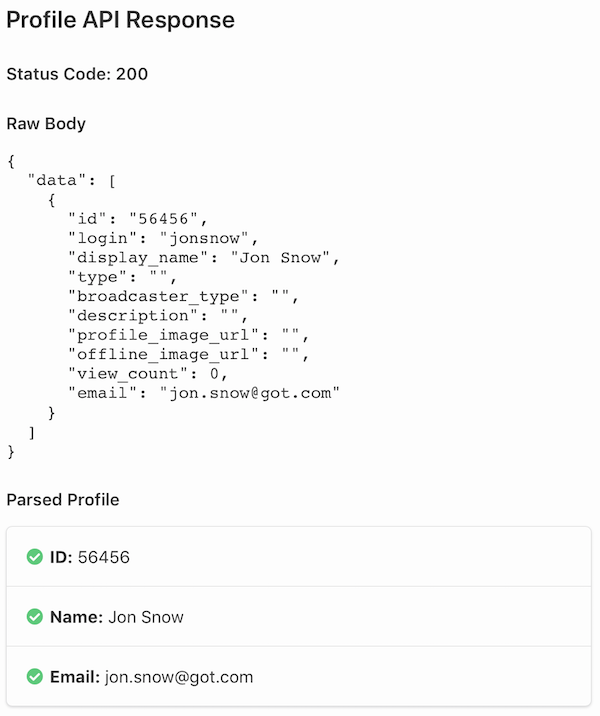 Profile API Response
Status Code: 200
Raw Body
{
  "data": [
    {
      "id": "56456",
      "login": "jonsnow",
      "display_name": "Jon Snow",
      "type": "",
      "broadcaster_type": "",
      "description": "",
      "profile_image_url": "",
      "offline_image_url": "",
      "view_count": 0,
      "email": "jon.snow@got.com"
    }
  ]
}
Parsed Profile
ID: 56456
Name: Jon Snow
Email: jon.snow@got.com